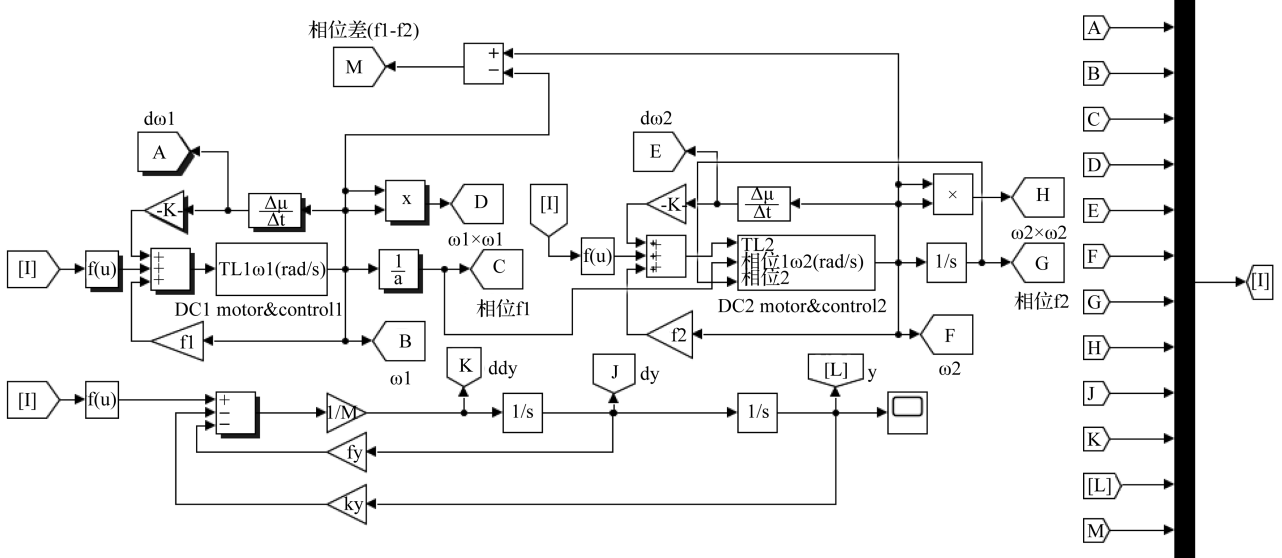 相位差(f1-f2)
M
+
−
dω1
A
dω2
E
-K-
Δμ
Δt
x
D
ω1×ω1
[I]
-K-
Δμ
Δt
×
H
ω2×ω2
[I]
f(u)
+
+
+
TL1ω1(rad/s)
DC1 motor&control1
1
a
C
相位f1
f(u)
+
+
+
TL2
相位1ω2(rad/s)
相位2
DC2 motor&control2
1/s
G
相位f2
f1
B
ω1
f2
F
ω2
[I]
f(u)
+
−
−
1/M
K
ddy
1/s
J
dy
1/s
[L]
y
fy
ky
A
B
C
D
E
F
G
H
J
K
[L]
M
[I]